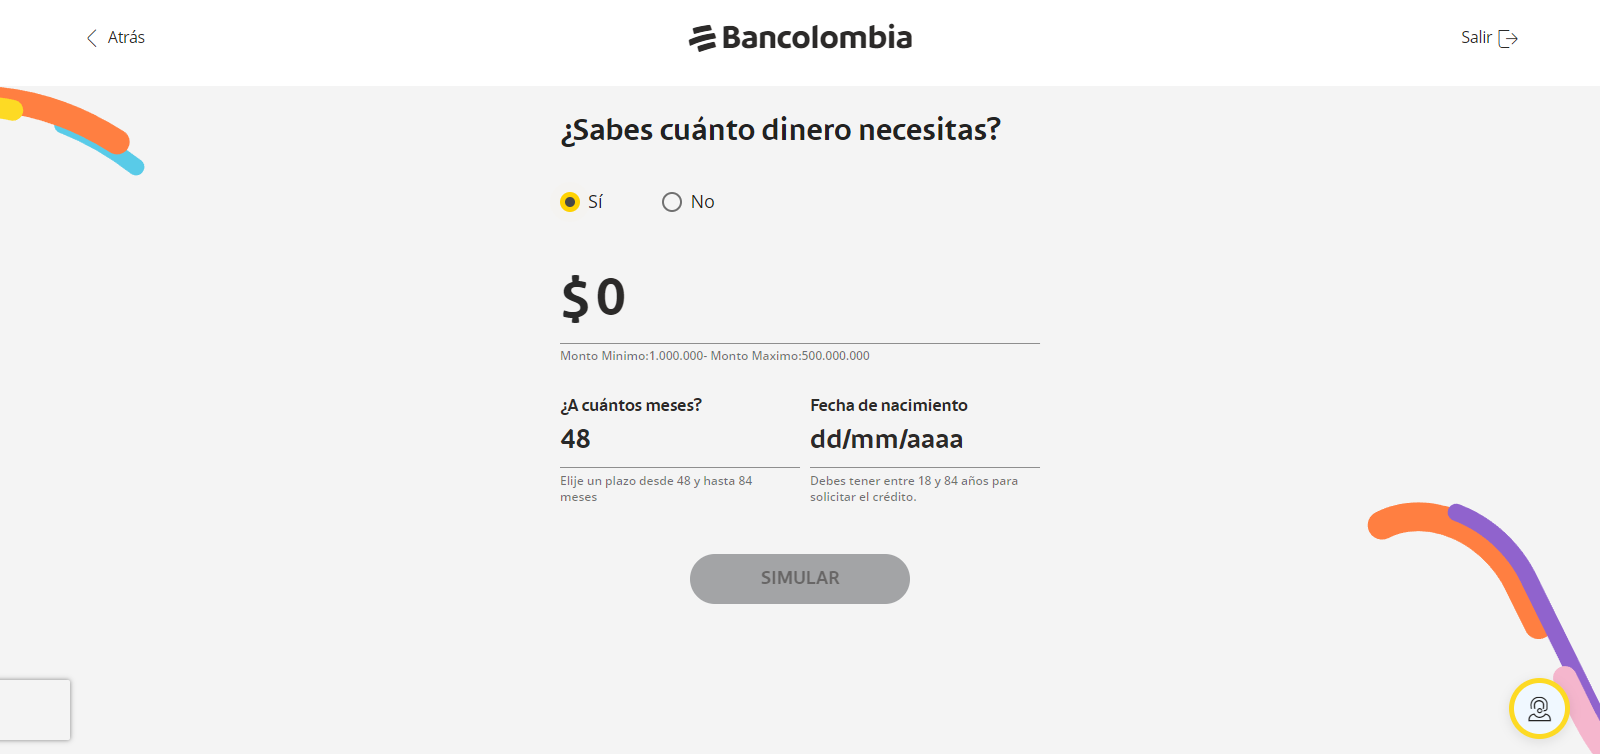 Atrás
Bancolombia
Salir
¿Sabes cuánto dinero necesitas?
Sí
No
$ 0
Monto Minimo:1.000.000- Monto Maximo:500.000.000
¿A cuántos meses?
48
Elije un plazo desde 48 y hasta 84
meses
Fecha de nacimiento
dd/mm/aaaa
Debes tener entre 18 y 84 años para
solicitar el crédito.
SIMULAR